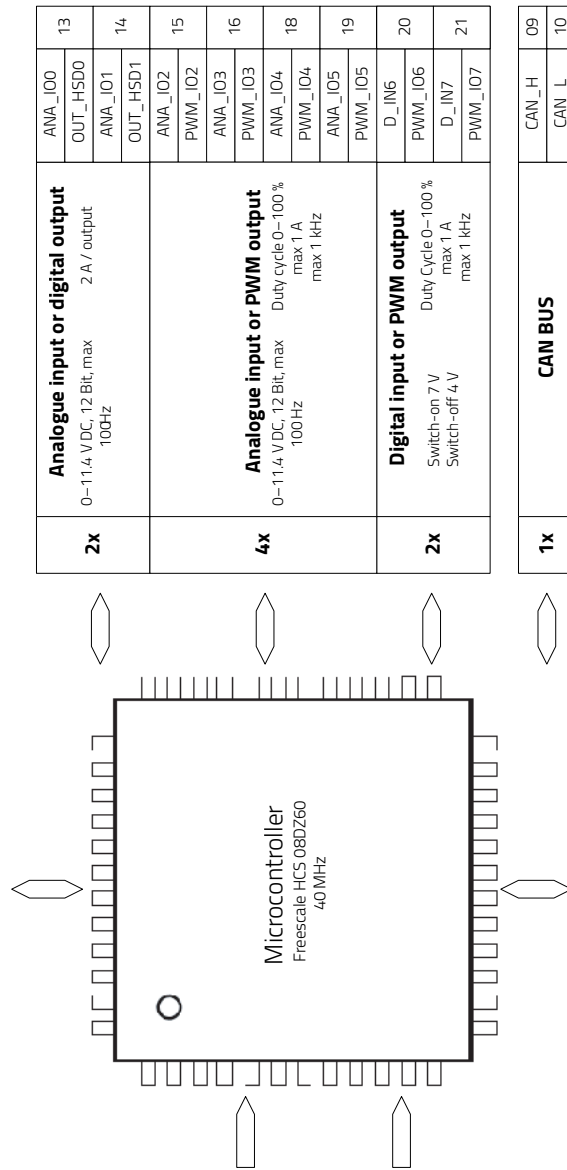 Microcontroller
Freescale HCS 08DZ60
40 MHz
2x
Analogue input or digital output
0–11.4 V DC, 12 Bit, max
100Hz
2 A / output
ANA_IO0
OUT_HSD0
13
ANA_IO1
OUT_HSD1
14
4x
Analogue input or PWM output
0–11.4 V DC, 12 Bit, max
100 Hz
Duty cycle 0–100 %
max 1 A
max 1 kHz
ANA_IO2
PWM_IO2
15
ANA_IO3
PWM_IO3
16
ANA_IO4
PWM_IO4
18
ANA_IO5
PWM_IO5
19
2x
Digital input or PWM output
Switch-on 7 V
Switch-off 4 V
Duty Cycle 0–100 %
max 1 A
max 1 kHz
D_IN6
PWM_IO6
20
D_IN7
PWM_IO7
21
1x
CAN BUS
CAN_H
09
CAN_L
10